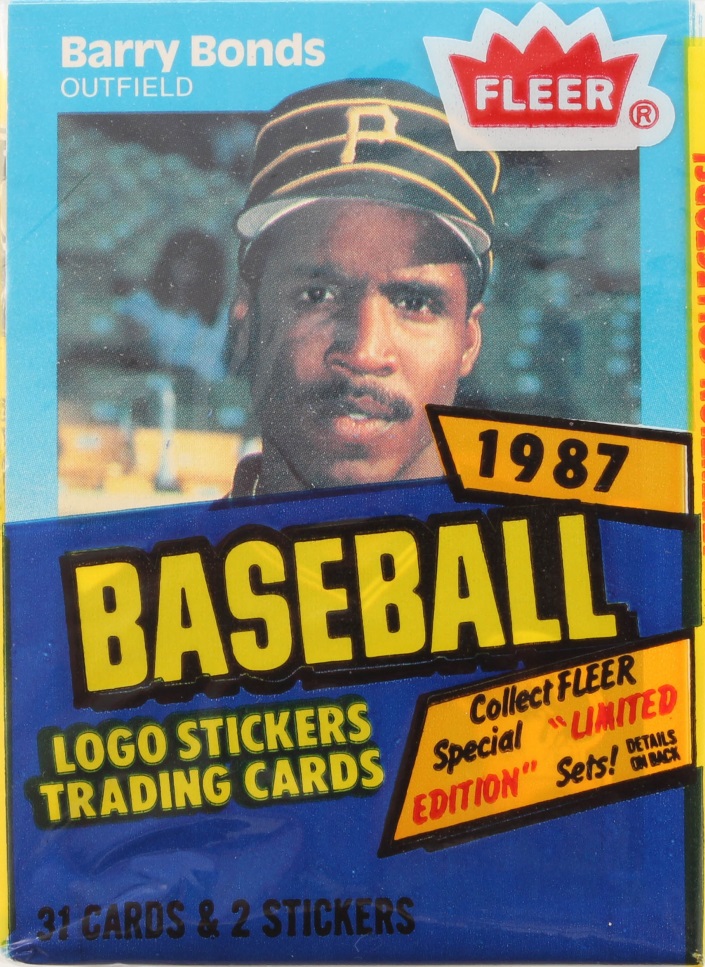 Barry Bonds
OUTFIELD
FLEER
®
P
1987
BASEBALL
LOGO STICKERS
TRADING CARDS
Collect FLEER
Special "LIMITED
EDITION" Sets!
DETAILS
ON BACK
31 CARDS & 2 STICKERS
COLLECTORS!